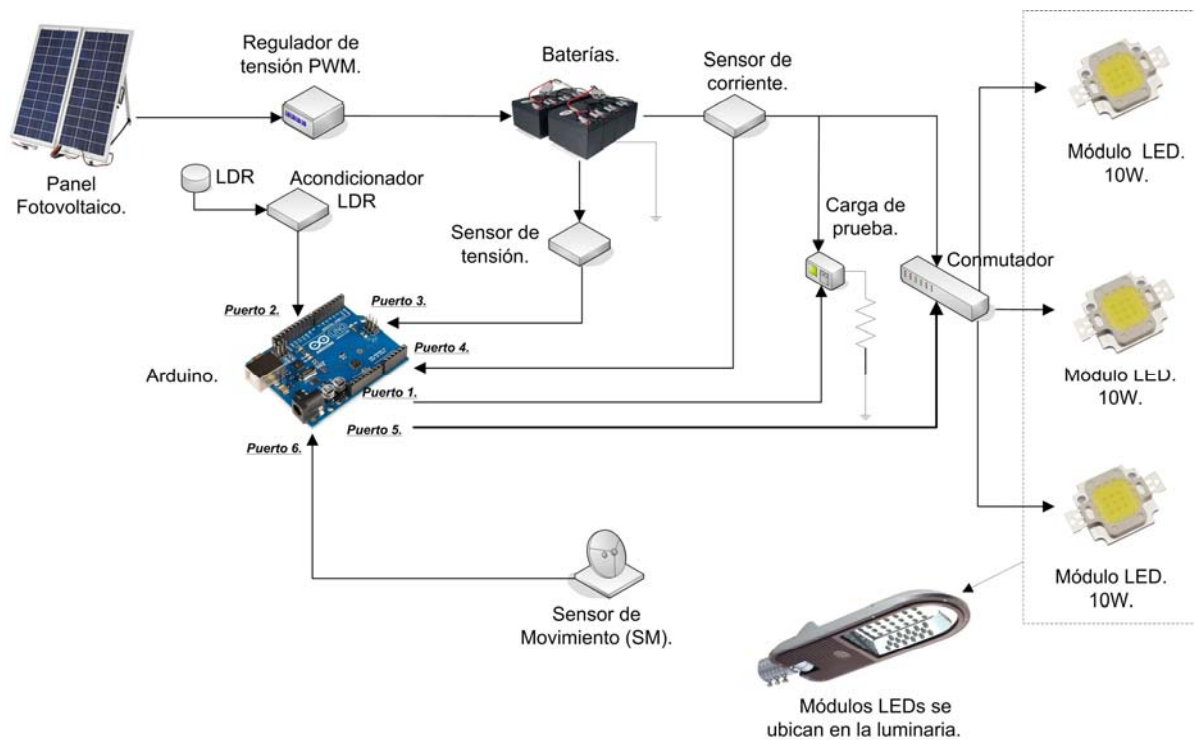 Regulador de
tensión PWM.
Baterías.
Sensor de
corriente.
Módulo LED.
10W.
Panel
Fotovoltaico.
LDR
Acondicionador
LDR
Sensor de
tensión.
Carga de
prueba.
Conmutador
Puerto 2.
Puerto 3.
Puerto 4.
Arduino.
Puerto 1.
Puerto 5.
Puerto 6.
Módulo LED.
10W.
Módulo LED.
10W.
Sensor de
Movimiento (SM).
Módulos LEDs se
ubican en la luminaria.